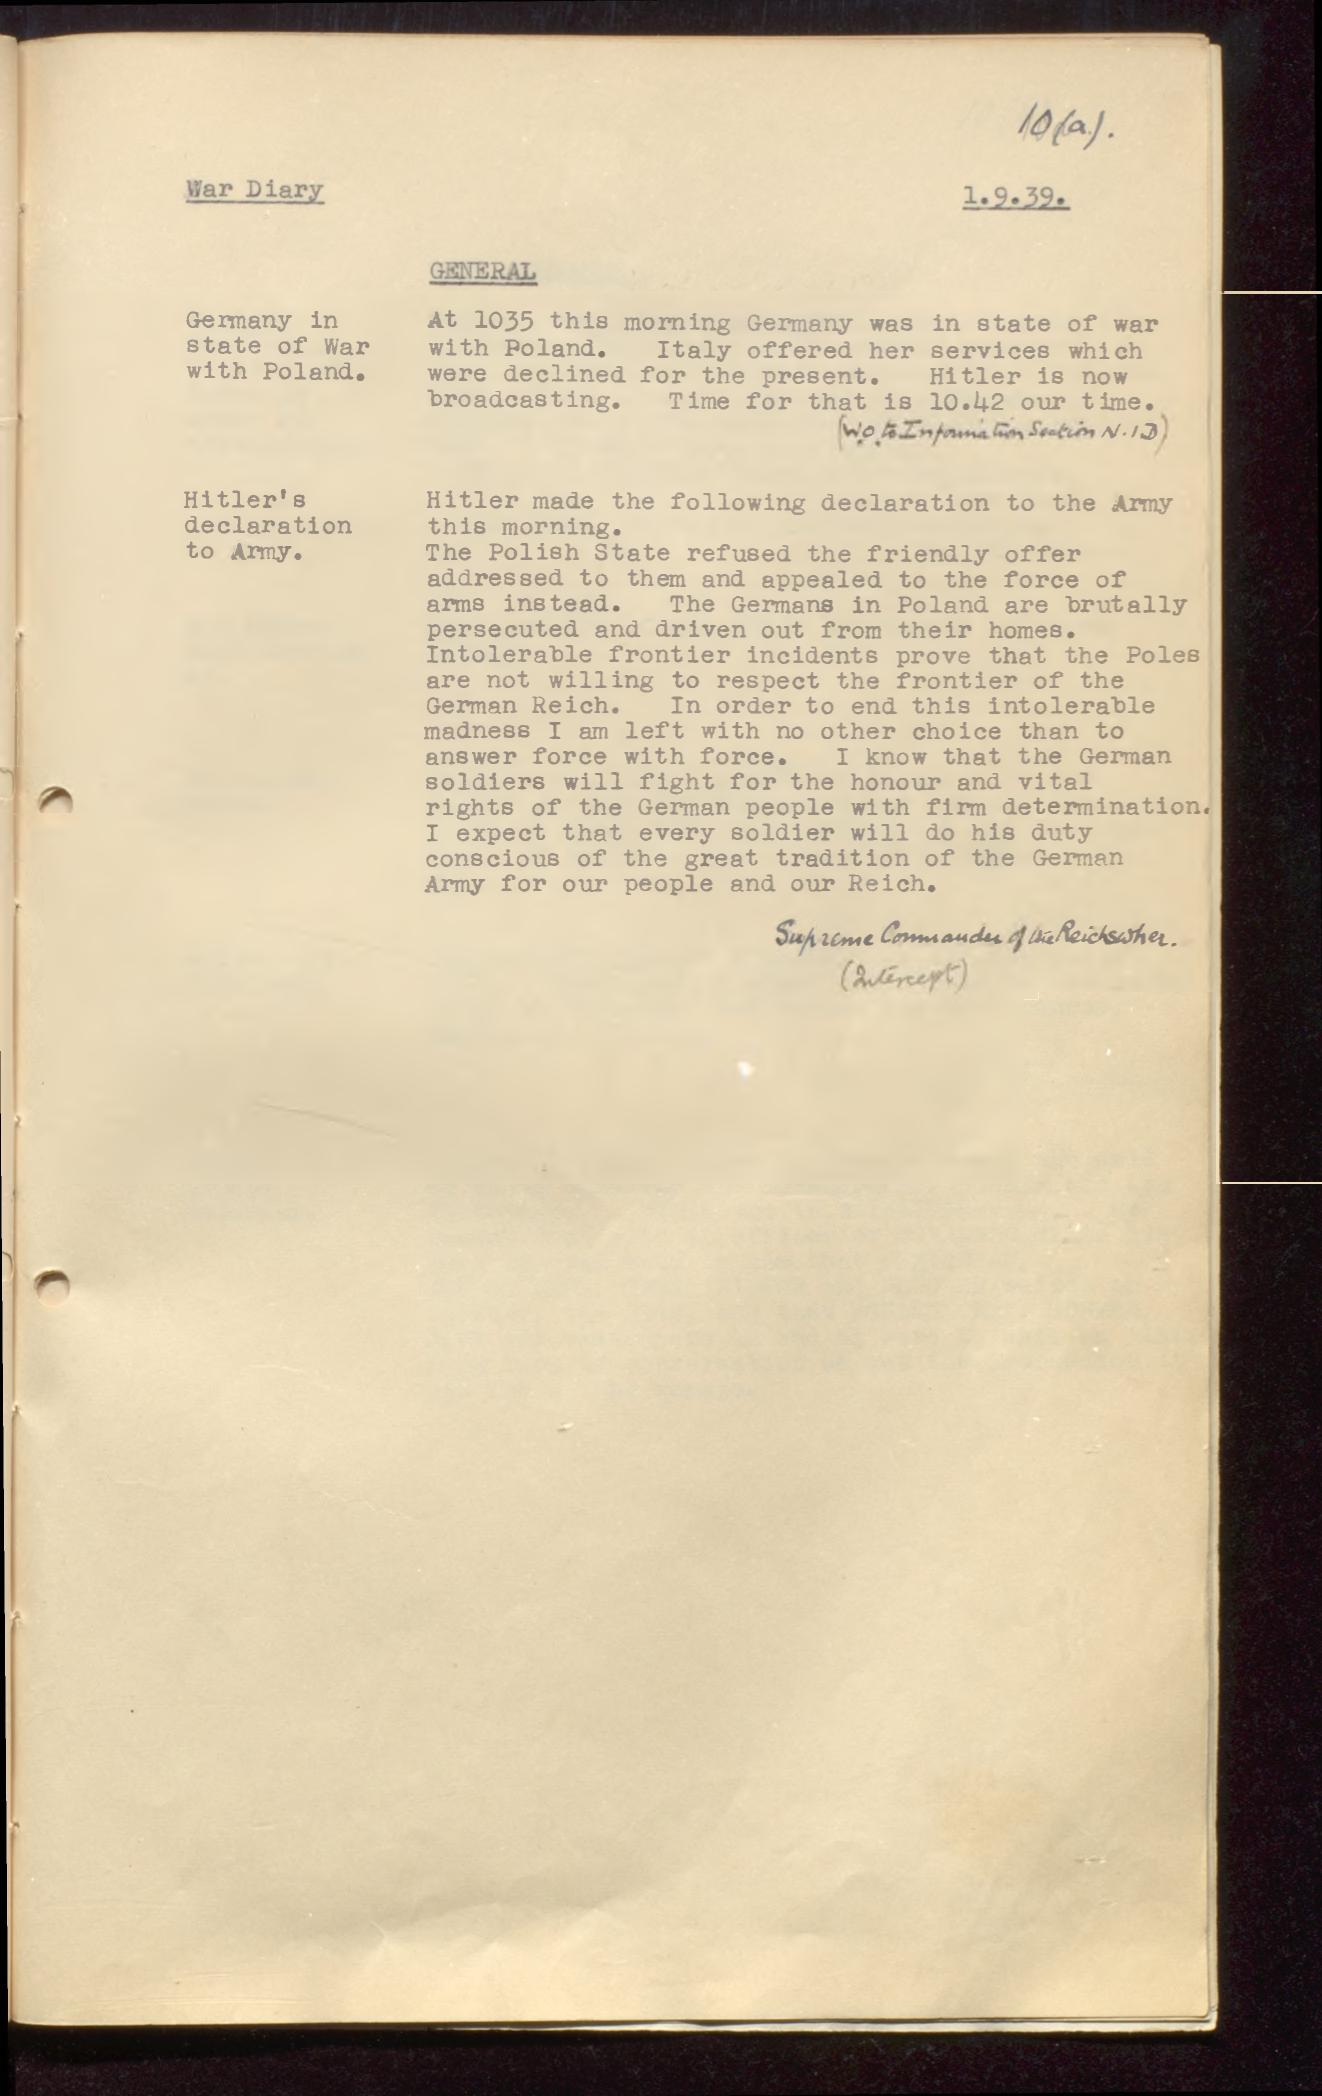 10(a).
War Diary
1.9.39.
GENERAL
Germany in
state of War
with Poland.
At 1035 this morning Germany was in state of war
with Poland. Italy offered her services which
were declined for the present. Hitler is now
broadcasting. Time for that is 10.42 our time.
(W.O. to Information Section N.I.D)
Hitler's
declaration
to Army.
Hitler made the following declaration to the Army
this morning.
The Polish State refused the friendly offer
addressed to them and appealed to the force of
arms instead. The Germans in Poland are brutally
persecuted and driven out from their homes.
Intolerable frontier incidents prove that the Poles
are not willing to respect the frontier of the
German Reich. In order to end this intolerable
madness I am left with no other choice than to
answer force with force. I know that the German
soldiers will fight for the honour and vital
rights of the German people with firm determination.
I expect that every soldier will do his duty
conscious of the great tradition of the German
Army for our people and our Reich.
Supreme Commander of the Reichswher.
(Intercept)